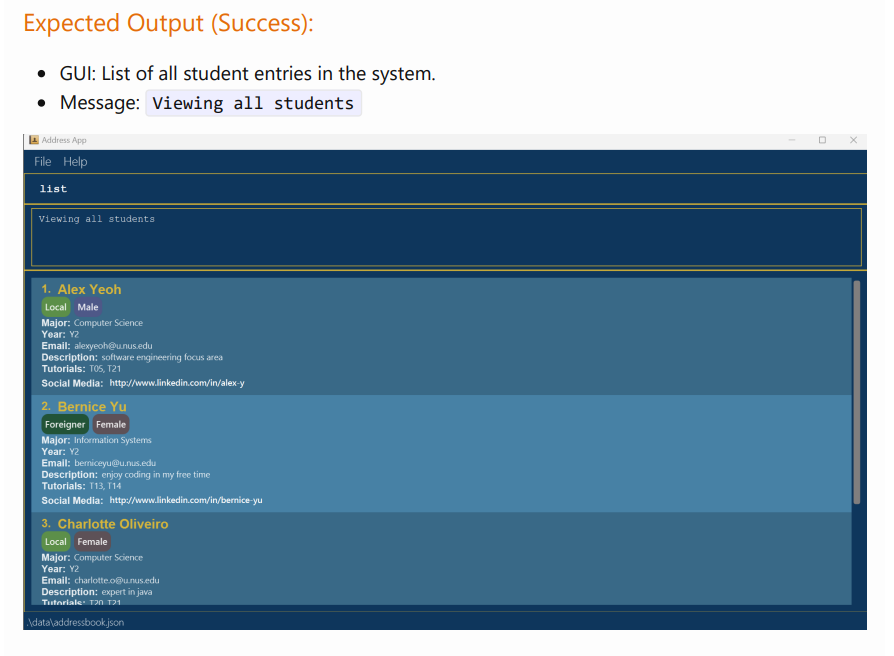 Expected Output (Success):
GUI: List of all student entries in the system.
Message: Viewing all students
Address App
File Help
list
Viewing all students
1. Alex Yeoh
Local Male
Major: Computer Science
Year: Y2
Email: alexyeoh@u.nus.edu
Description: software engineering focus area
Tutorials: T05, T21
Social Media: http://www.linkedin.com/in/alex-y
2. Bernice Yu
Foreigner Female
Major: Information Systems
Year: Y2
Email: berniceyu@u.nus.edu
Description: enjoy coding in my free time
Tutorials: T13, T14
Social Media: http://www.linkedin.com/in/bernice-yu
3. Charlotte Oliveiro
Local Female
Major: Computer Science
Year: Y2
Email: charlotte.o@u.nus.edu
Description: expert in java
Tutorials: T20, T21
.\data\addressbook.json